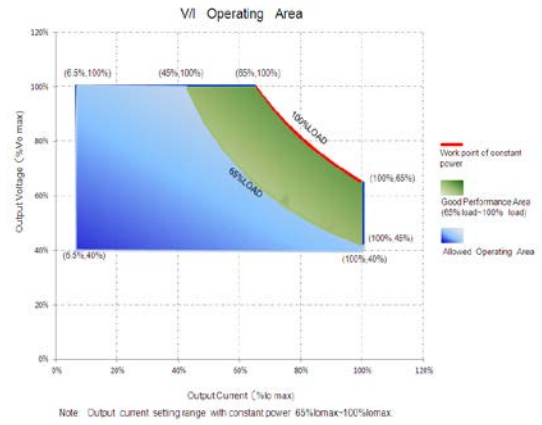 V/I Operating Area
120%
100%
80%
60%
40%
20%
0%
0%
20%
40%
60%
80%
100%
120%
Output Voltage (%Vo max)
(6.5%,100%)
(45%,100%)
(65%,100%)
100%LOAD
65%LOAD
(100%,65%)
(100%,45%)
(100%,40%)
(6.5%,40%)
Work point of constant
power
Good Performance Area
(65% load~100% load)
Allowed Operating Area
Output Current (%Io max)
Note: Output current setting range with constant power 65%Iomax~100%Iomax.